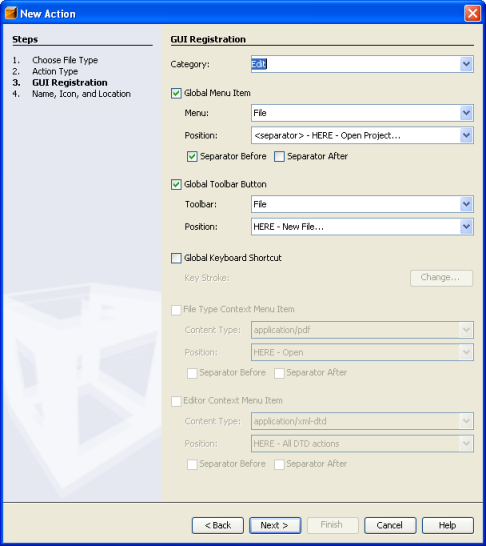 New Action
Steps
1. Choose File Type
2. Action Type
3. GUI Registration
4. Name, Icon, and Location
GUI Registration
Category: Edit
Global Menu Item
Menu: File
Position: <separator> - HERE - Open Project...
Separator Before Separator After
Global Toolbar Button
Toolbar: File
Position: HERE - New File...
Global Keyboard Shortcut
Key Stroke: Change...
File Type Context Menu Item
Content Type: application/pdf
Position: HERE - Open
Separator Before Separator After
Editor Context Menu Item
Content Type: application/xml-dtd
Position: HERE - All DTD actions
Separator Before Separator After
< Back Next > Finish Cancel Help